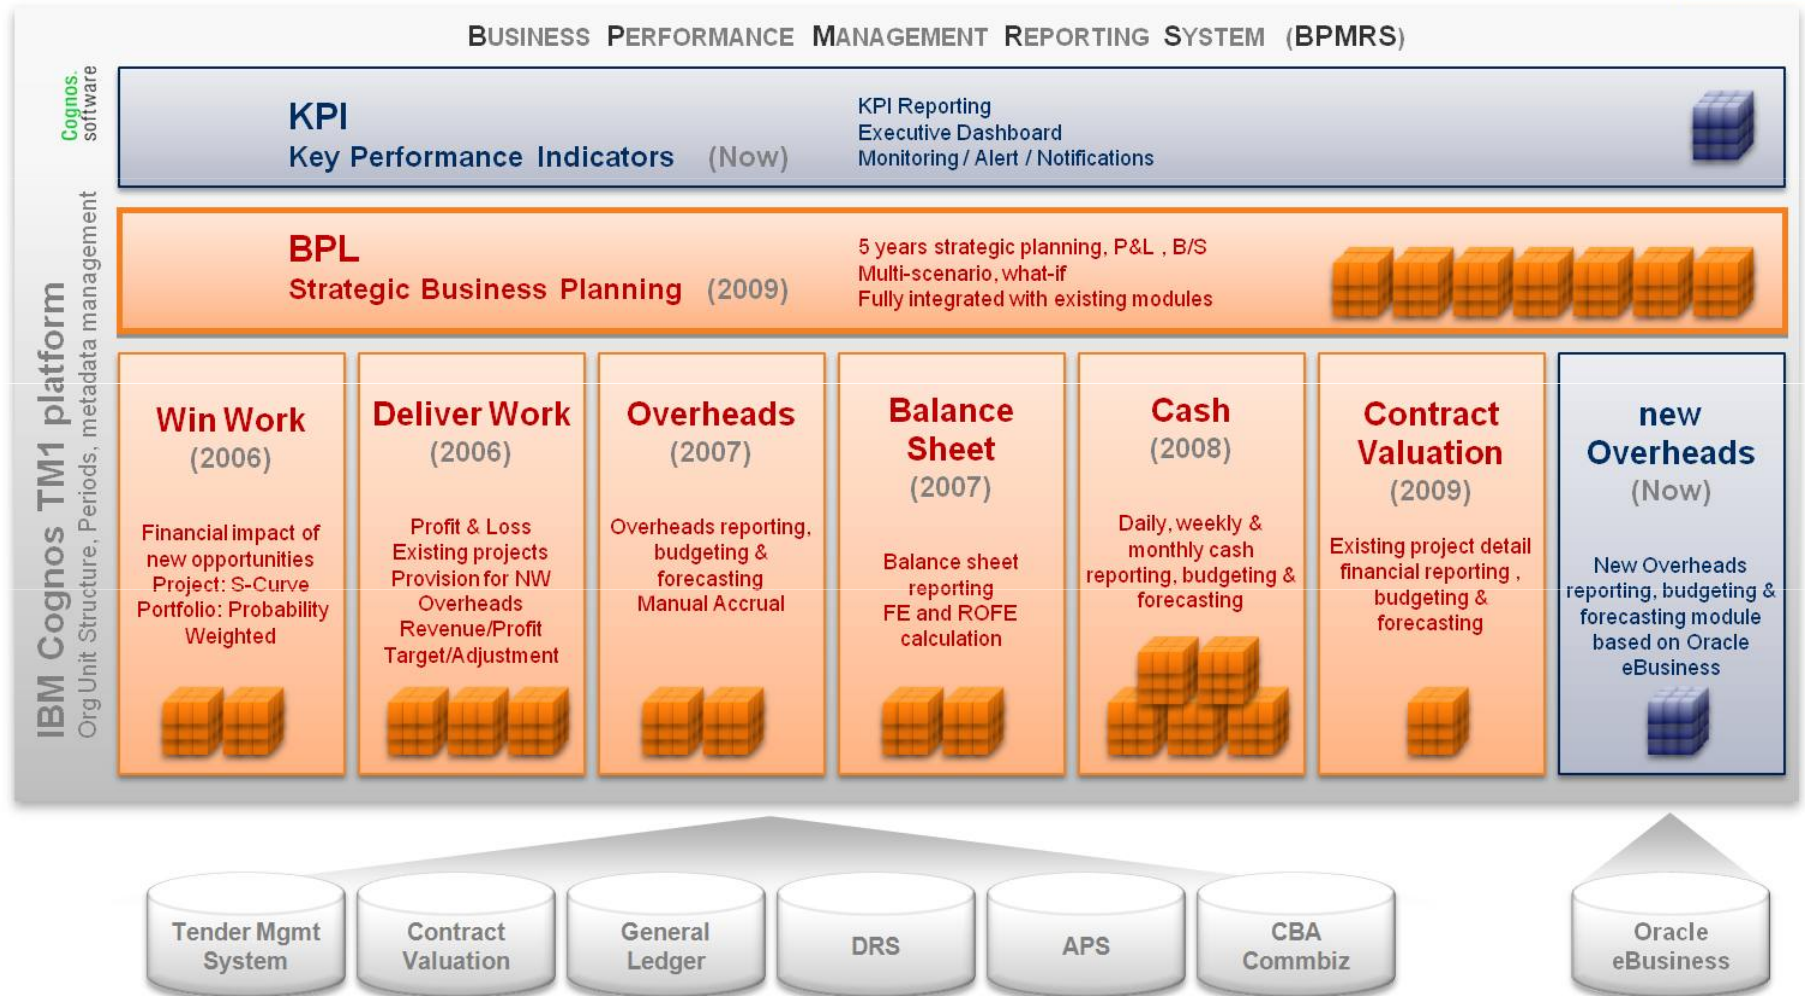 BUSINESS PERFORMANCE MANAGEMENT REPORTING SYSTEM (BPMRS)
Cognos.
software
IBM Cognos TM1 platform
Org Unit Structure, Periods, metadata management
KPI
Key Performance Indicators (Now)
KPI Reporting
Executive Dashboard
Monitoring / Alert / Notifications
BPL
Strategic Business Planning (2009)
5 years strategic planning, P&L , B/S
Multi-scenario, what-if
Fully integrated with existing modules
Win Work
(2006)
Financial impact of
new opportunities
Project: S-Curve
Portfolio: Probability
Weighted
Deliver Work
(2006)
Profit & Loss
Existing projects
Provision for NW
Overheads
Revenue/Profit
Target/Adjustment
Overheads
(2007)
Overheads reporting,
budgeting &
forecasting
Manual Accrual
Balance
Sheet
(2007)
Balance sheet
reporting
FE and ROFE
calculation
Cash
(2008)
Daily, weekly &
monthly cash
reporting, budgeting &
forecasting
Contract
Valuation
(2009)
Existing project detail
financial reporting ,
budgeting &
forecasting
new
Overheads
(Now)
New Overheads
reporting, budgeting &
forecasting module
based on Oracle
eBusiness
Tender Mgmt
System
Contract
Valuation
General
Ledger
DRS
APS
CBA
Commbiz
Oracle
eBusiness